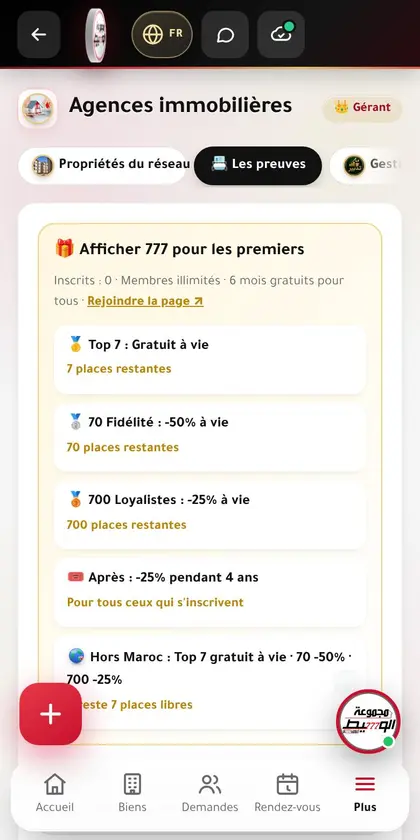 FR
Agences immobilières
Gérant
Propriétés du réseau
Les preuves
Gest
Afficher 777 pour les premiers
Inscrits : 0 · Membres illimités · 6 mois gratuits pour
tous · Rejoindre la page ↗
Top 7 : Gratuit à vie
7 places restantes
70 Fidélité : -50% à vie
70 places restantes
700 Loyalistes : -25% à vie
700 places restantes
Après : -25% pendant 4 ans
Pour tous ceux qui s'inscrivent
Hors Maroc : Top 7 gratuit à vie · 70 -50% ·
700 -25%
reste 7 places libres
مجموعة
الوسيط777
Accueil
Biens
Demandes
Rendez-vous
Plus